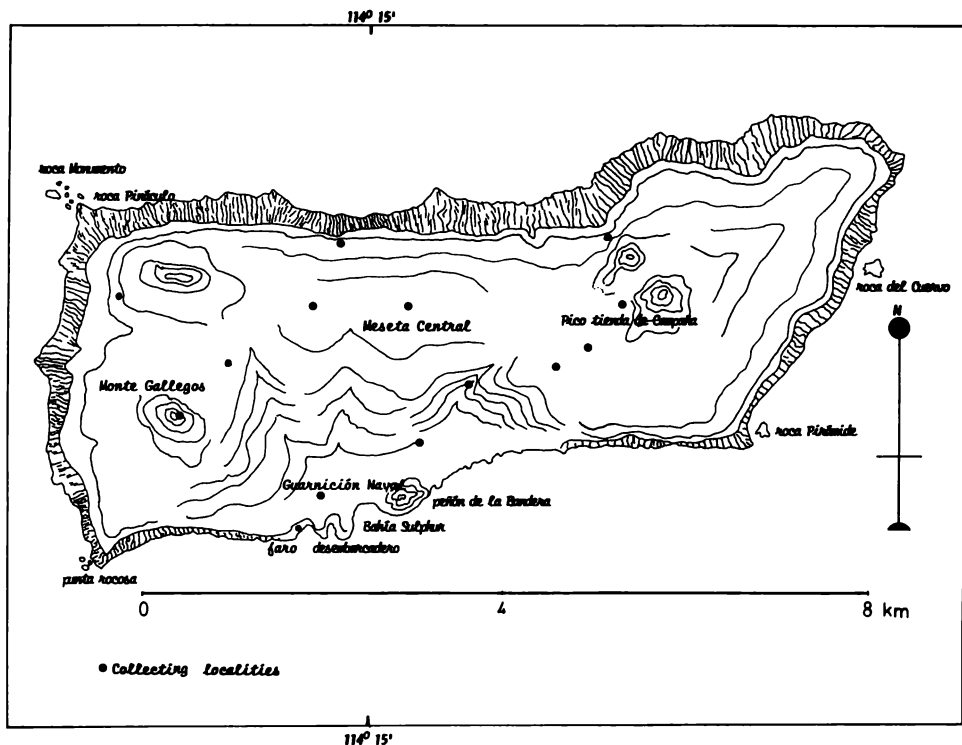 114° 15'
roca Monumento
roca Pináculo
roca del Cuervo
N
Meseta Central
Pico tienda de Campaña
Monte Gallegos
roca Pirámide
Guarnición Naval
peñón de la Bandera
Bahía Sulphur
faro desembarcadero
punta rocosa
0 4 8 km
● Collecting localities
114° 15'